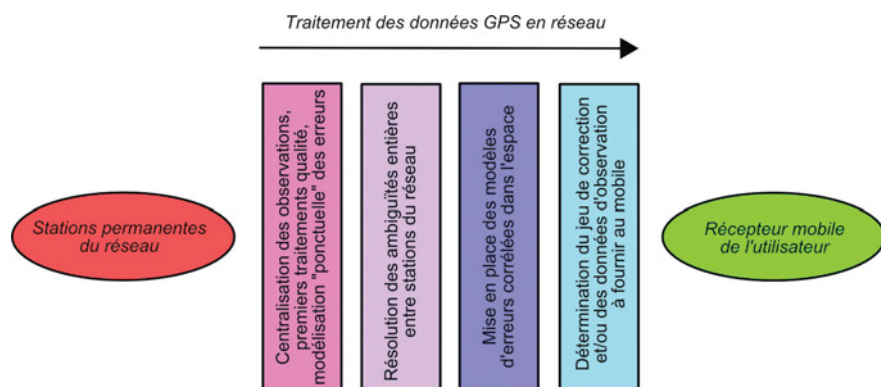 Traitement des données GPS en réseau
Stations permanentes
du réseau
Centralisation des observations,
premiers traitements qualité,
modélisation "ponctuelle" des erreurs
Résolution des ambiguïtés entières
entre stations du réseau
Mise en place des modèles
d'erreurs corrélées dans l'espace
Détermination du jeu de correction
et/ou des données d'observation
à fournir au mobile
Récepteur mobile
de l'utilisateur